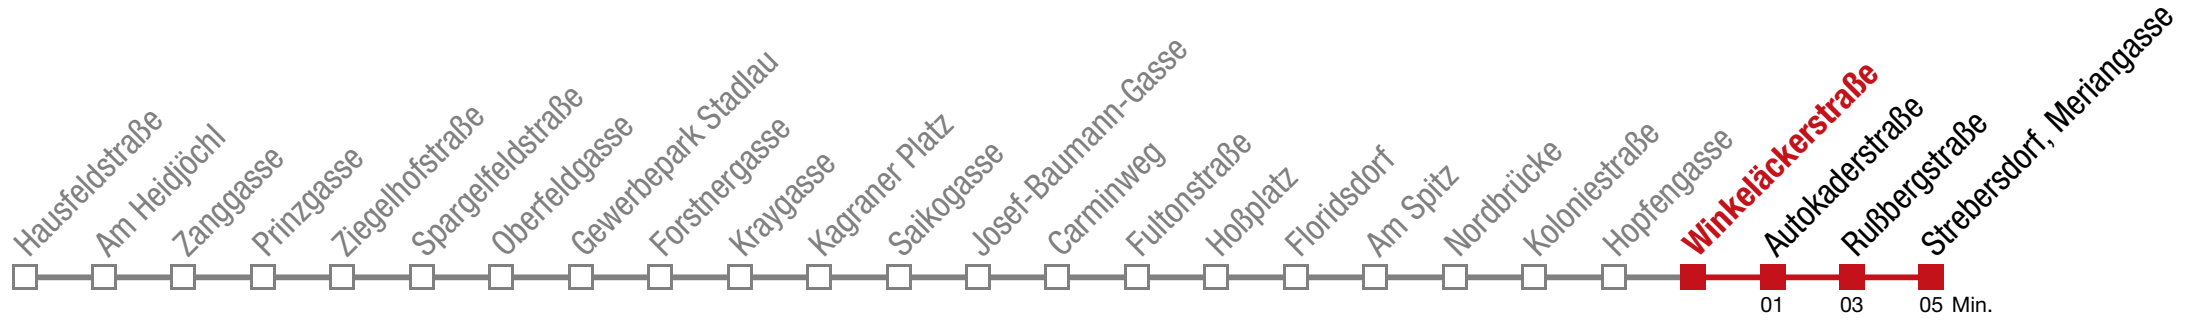 Hausfeldstraße
Am Heidjöchl
Zanggasse
Prinzgasse
Ziegelhofstraße
Spargelfeldstraße
Oberfeldgasse
Gewerbepark Stadlau
Forstnergasse
Kraygasse
Kagraner Platz
Saikogasse
Josef-Baumann-Gasse
Carminweg
Fultonstraße
Hoßplatz
Floridsdorf
Am Spitz
Nordbrücke
Koloniestraße
Hopfengasse
Winkeläckerstraße
Autokaderstraße
Rußbergstraße
Strebersdorf, Meriangasse
01 03 05 Min.